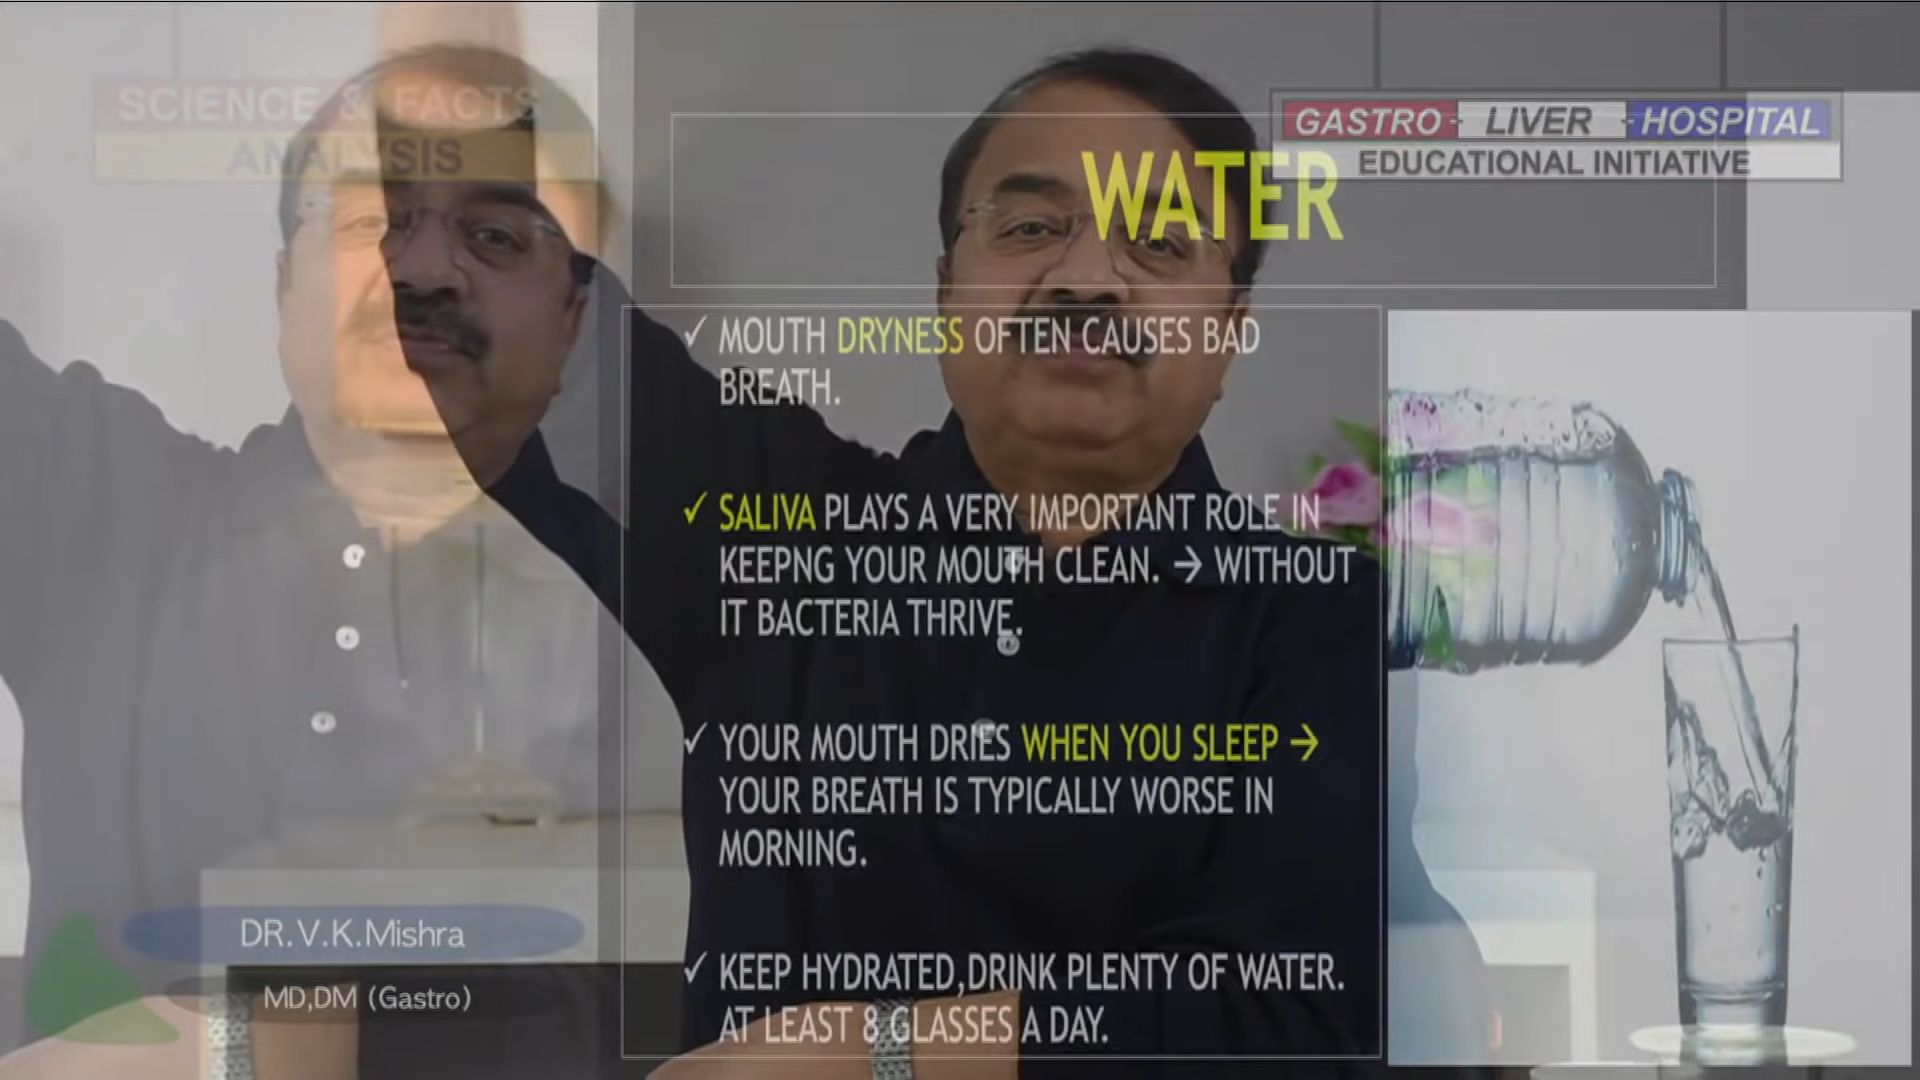 SCIENCE & FACTS
ANALYSIS
GASTRO - LIVER - HOSPITAL
EDUCATIONAL INITIATIVE
WATER
✓ MOUTH DRYNESS OFTEN CAUSES BAD
BREATH.
✓ SALIVA PLAYS A VERY IMPORTANT ROLE IN
KEEPNG YOUR MOUTH CLEAN. → WITHOUT
IT BACTERIA THRIVE.
✓ YOUR MOUTH DRIES WHEN YOU SLEEP →
YOUR BREATH IS TYPICALLY WORSE IN
MORNING.
✓ KEEP HYDRATED,DRINK PLENTY OF WATER.
AT LEAST 8 GLASSES A DAY.
DR.V.K.Mishra
MD,DM (Gastro)